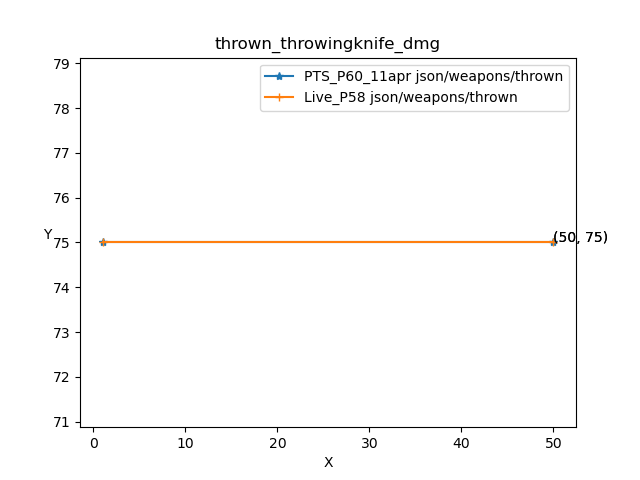 thrown_throwingknife_dmg
PTS_P60_11apr json/weapons/thrown
Live_P58 json/weapons/thrown
79
78
77
76
75
74
73
72
71
Y
(50, 75)
0 10 20 30 40 50
X